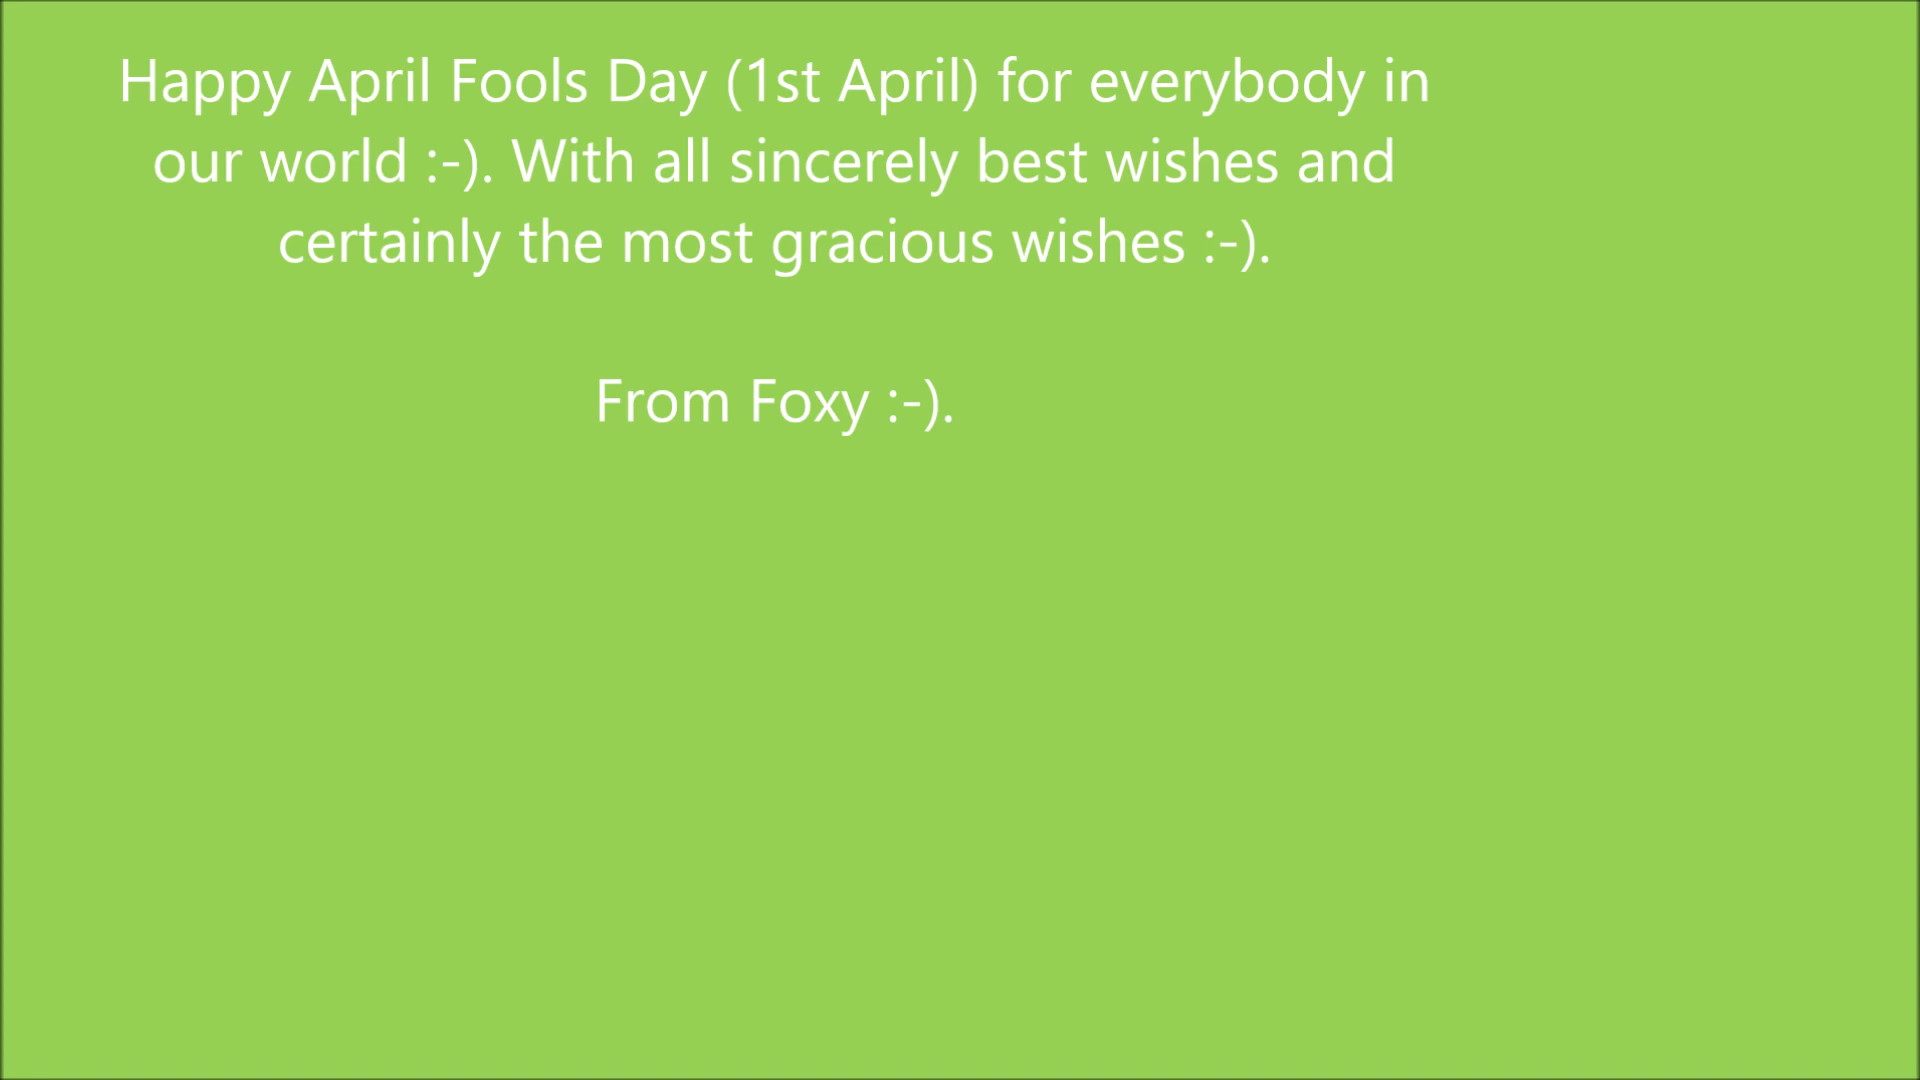 Happy April Fools Day (1st April) for everybody in
our world :-). With all sincerely best wishes and
certainly the most gracious wishes :-).
From Foxy :-).